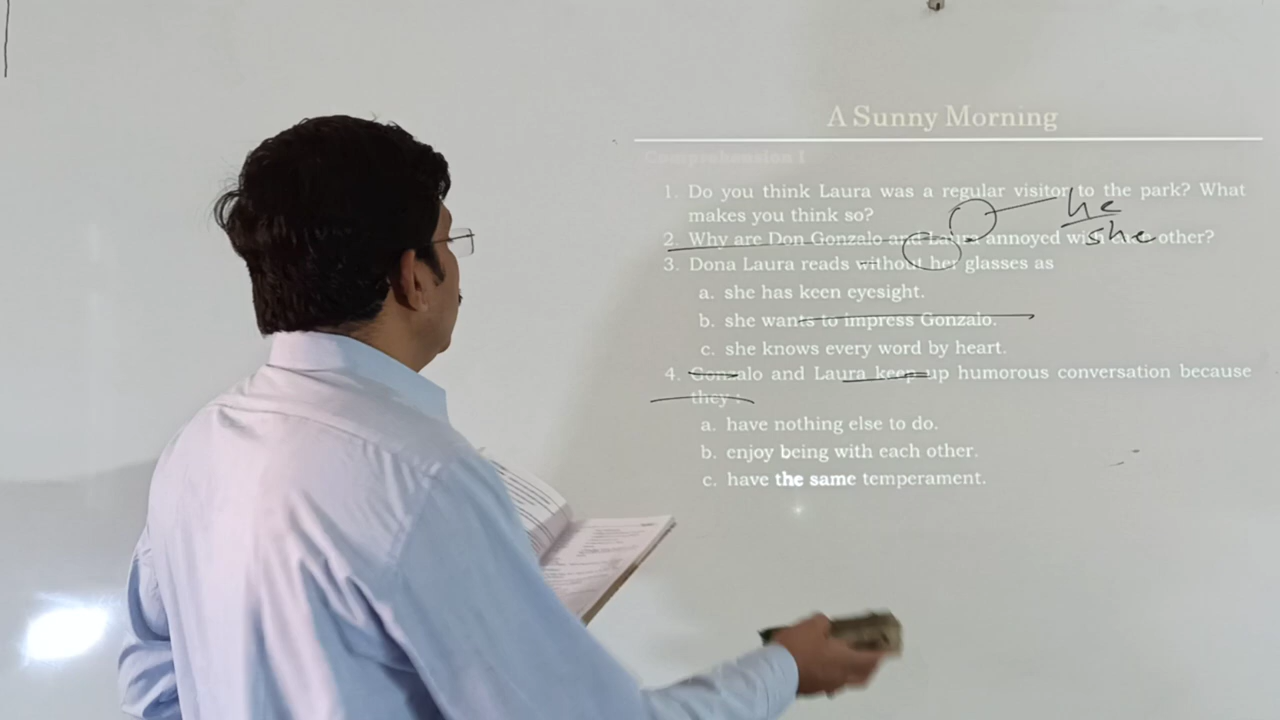 A Sunny Morning
Comprehension I
1. Do you think Laura was a regular visitor to the park? What
makes you think so?
he
she
2. Why are Don Gonzalo and Laura annoyed with each other?
3. Dona Laura reads without her glasses as
a. she has keen eyesight.
b. she wants to impress Gonzalo.
c. she knows every word by heart.
4. Gonzalo and Laura keep up humorous conversation because
they :
a. have nothing else to do.
b. enjoy being with each other.
c. have the same temperament.